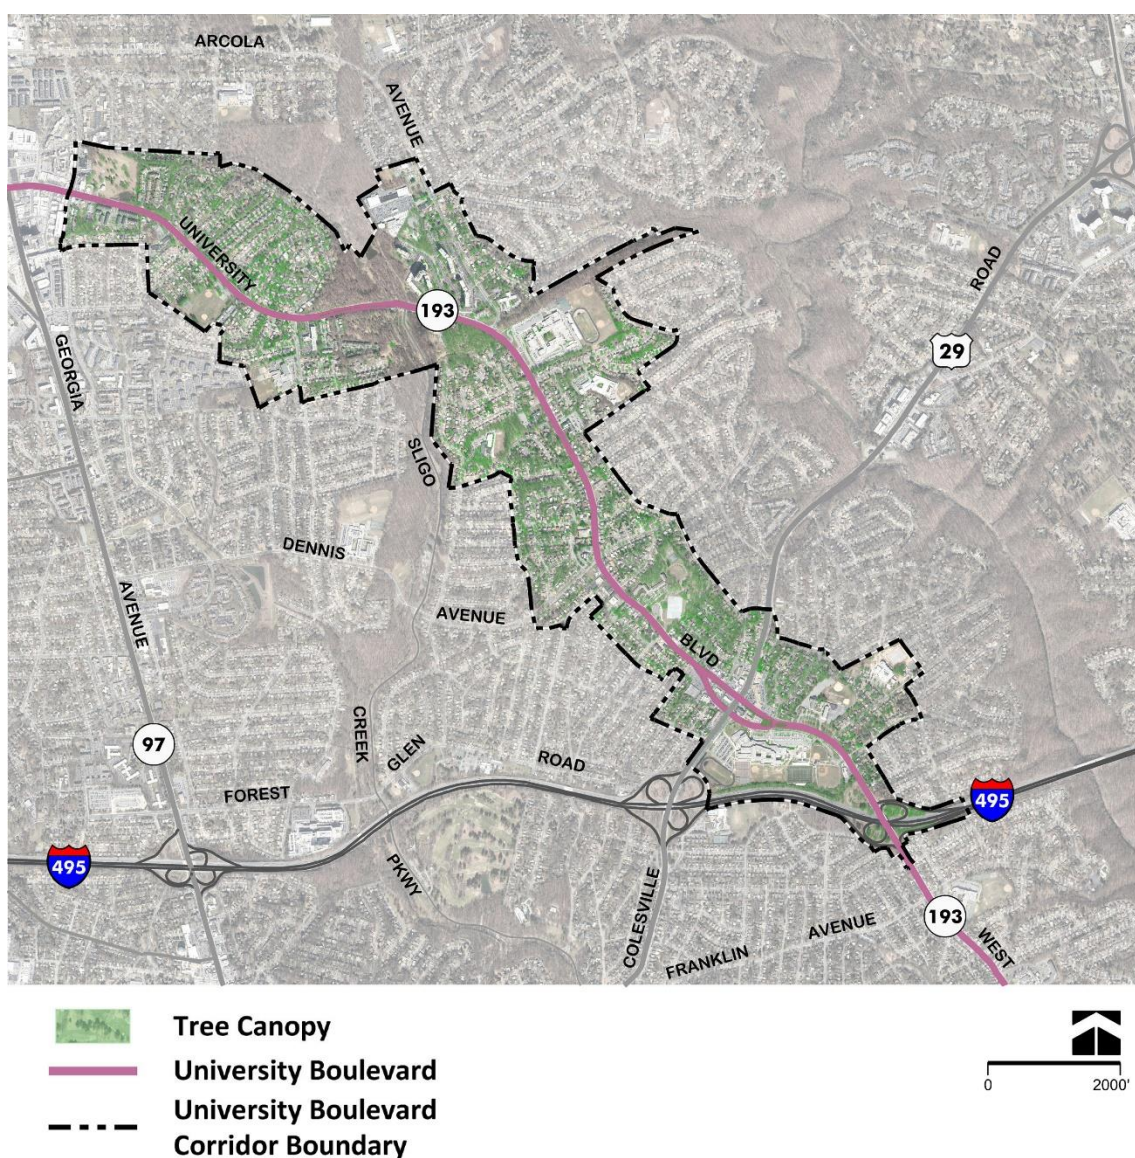 ARCOLA
AVENUE
UNIVERSITY
193
ROAD
29
GEORGIA
SLIGO
DENNIS
AVENUE
AVENUE
BLVD
CREEK
GLEN
ROAD
97
FOREST
495
495
PKWY
COLESVILLE
FRANKLIN
AVENUE
193
WEST
Tree Canopy
University Boulevard
University Boulevard
Corridor Boundary
0
2000'